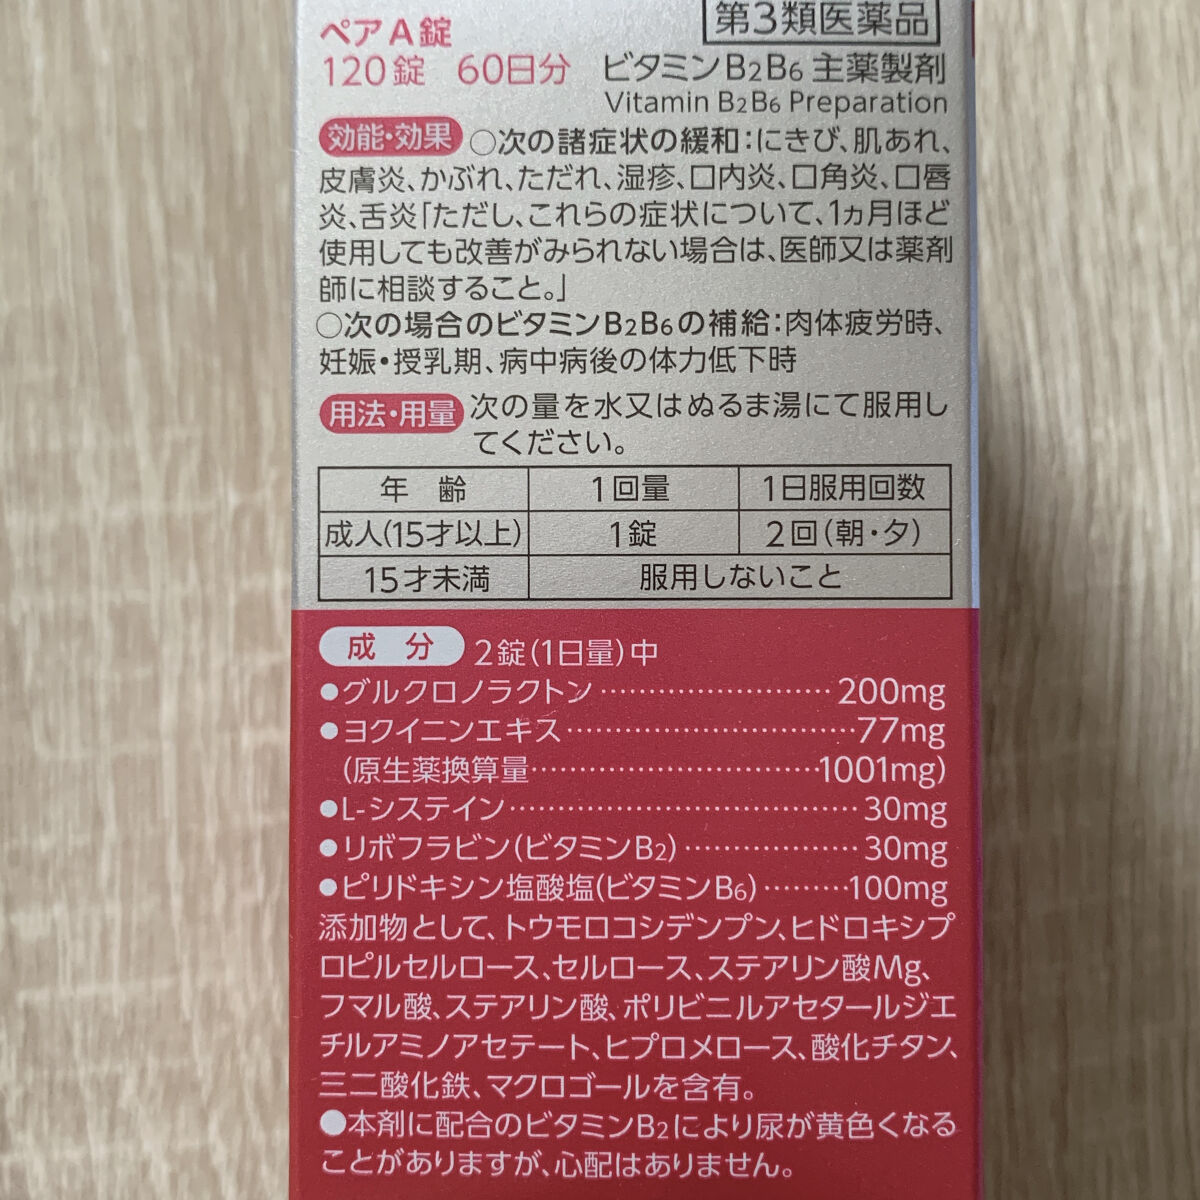 ペアA錠
第3類医薬品
120錠 60日分
ビタミンB2B6主薬製剤
Vitamin B2B6 Preparation
効能・効果 ○次の諸症状の緩和:にきび、肌あれ、
皮膚炎、かぶれ、ただれ、湿疹、口内炎、口角炎、口唇
炎、舌炎「ただし、これらの症状について、1ヵ月ほど
使用しても改善がみられない場合は、医師又は薬剤
師に相談すること。」
○次の場合のビタミンB2B6の補給:肉体疲労時、
妊娠・授乳期、病中病後の体力低下時
用法・用量 次の量を水又はぬるま湯にて服用し
てください。
年 齢 1回量 1日服用回数
成人(15才以上) 1錠 2回(朝・夕)
15才未満 服用しないこと
成 分 2錠(1日量)中
●グルクロノラクトン……………………200mg
●ヨクイニンエキス…………………………77mg
(原生薬換算量…………………………1001mg)
●L-システイン………………………………30mg
●リボフラビン(ビタミンB2)………………30mg
●ピリドキシン塩酸塩(ビタミンB6)………100mg
添加物として、トウモロコシデンプン、ヒドロキシプ
ロピルセルロース、セルロース、ステアリン酸Mg、
フマル酸、ステアリン酸、ポリビニルアセタールジエ
チルアミノアセテート、ヒプロメロース、酸化チタン、
三二酸化鉄、マクロゴールを含有。
●本剤に配合のビタミンB2により尿が黄色くなる
ことがありますが、心配はありません。